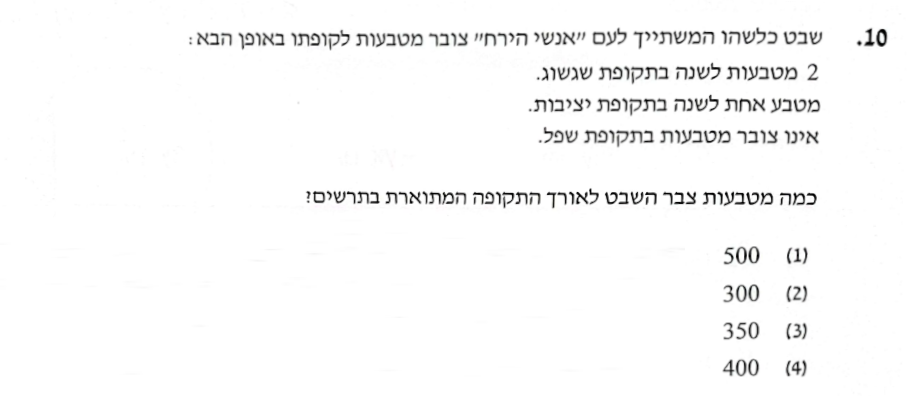 10. שבט כלשהו המשתייך לעם "אנשי הירח" צובר מטבעות לקופתו באופן הבא:
2 מטבעות לשנה בתקופת שגשוג.
מטבע אחת לשנה בתקופת יציבות.
אינו צובר מטבעות בתקופת שפל.
כמה מטבעות צבר השבט לאורך התקופה המתוארת בתרשים?
(1) 500
(2) 300
(3) 350
(4) 400